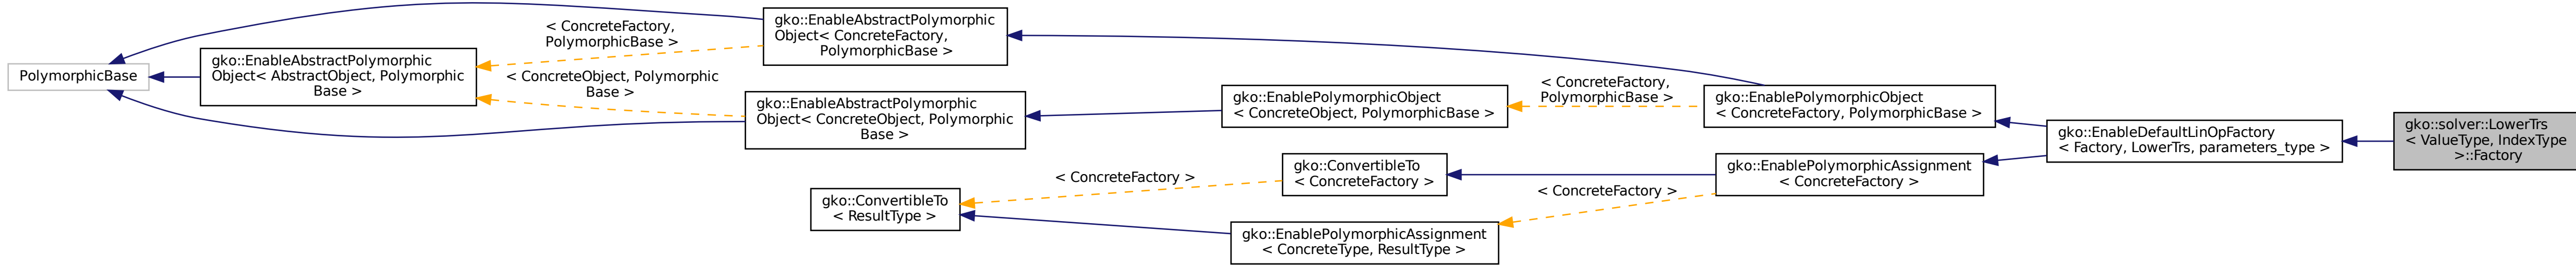 PolymorphicBase
gko::EnableAbstractPolymorphic
Object< AbstractObject, Polymorphic
Base >
< ConcreteFactory,
PolymorphicBase >
< ConcreteObject, Polymorphic
Base >
gko::EnableAbstractPolymorphic
Object< ConcreteFactory,
PolymorphicBase >
gko::EnableAbstractPolymorphic
Object< ConcreteObject, Polymorphic
Base >
gko::ConvertibleTo
< ResultType >
< ConcreteFactory >
gko::EnablePolymorphicObject
< ConcreteObject, PolymorphicBase >
gko::ConvertibleTo
< ConcreteFactory >
gko::EnablePolymorphicAssignment
< ConcreteType, ResultType >
< ConcreteFactory,
PolymorphicBase >
< ConcreteFactory >
gko::EnablePolymorphicObject
< ConcreteFactory, PolymorphicBase >
gko::EnablePolymorphicAssignment
< ConcreteFactory >
gko::EnableDefaultLinOpFactory
< Factory, LowerTrs, parameters_type >
gko::solver::LowerTrs
< ValueType, IndexType
>::Factory